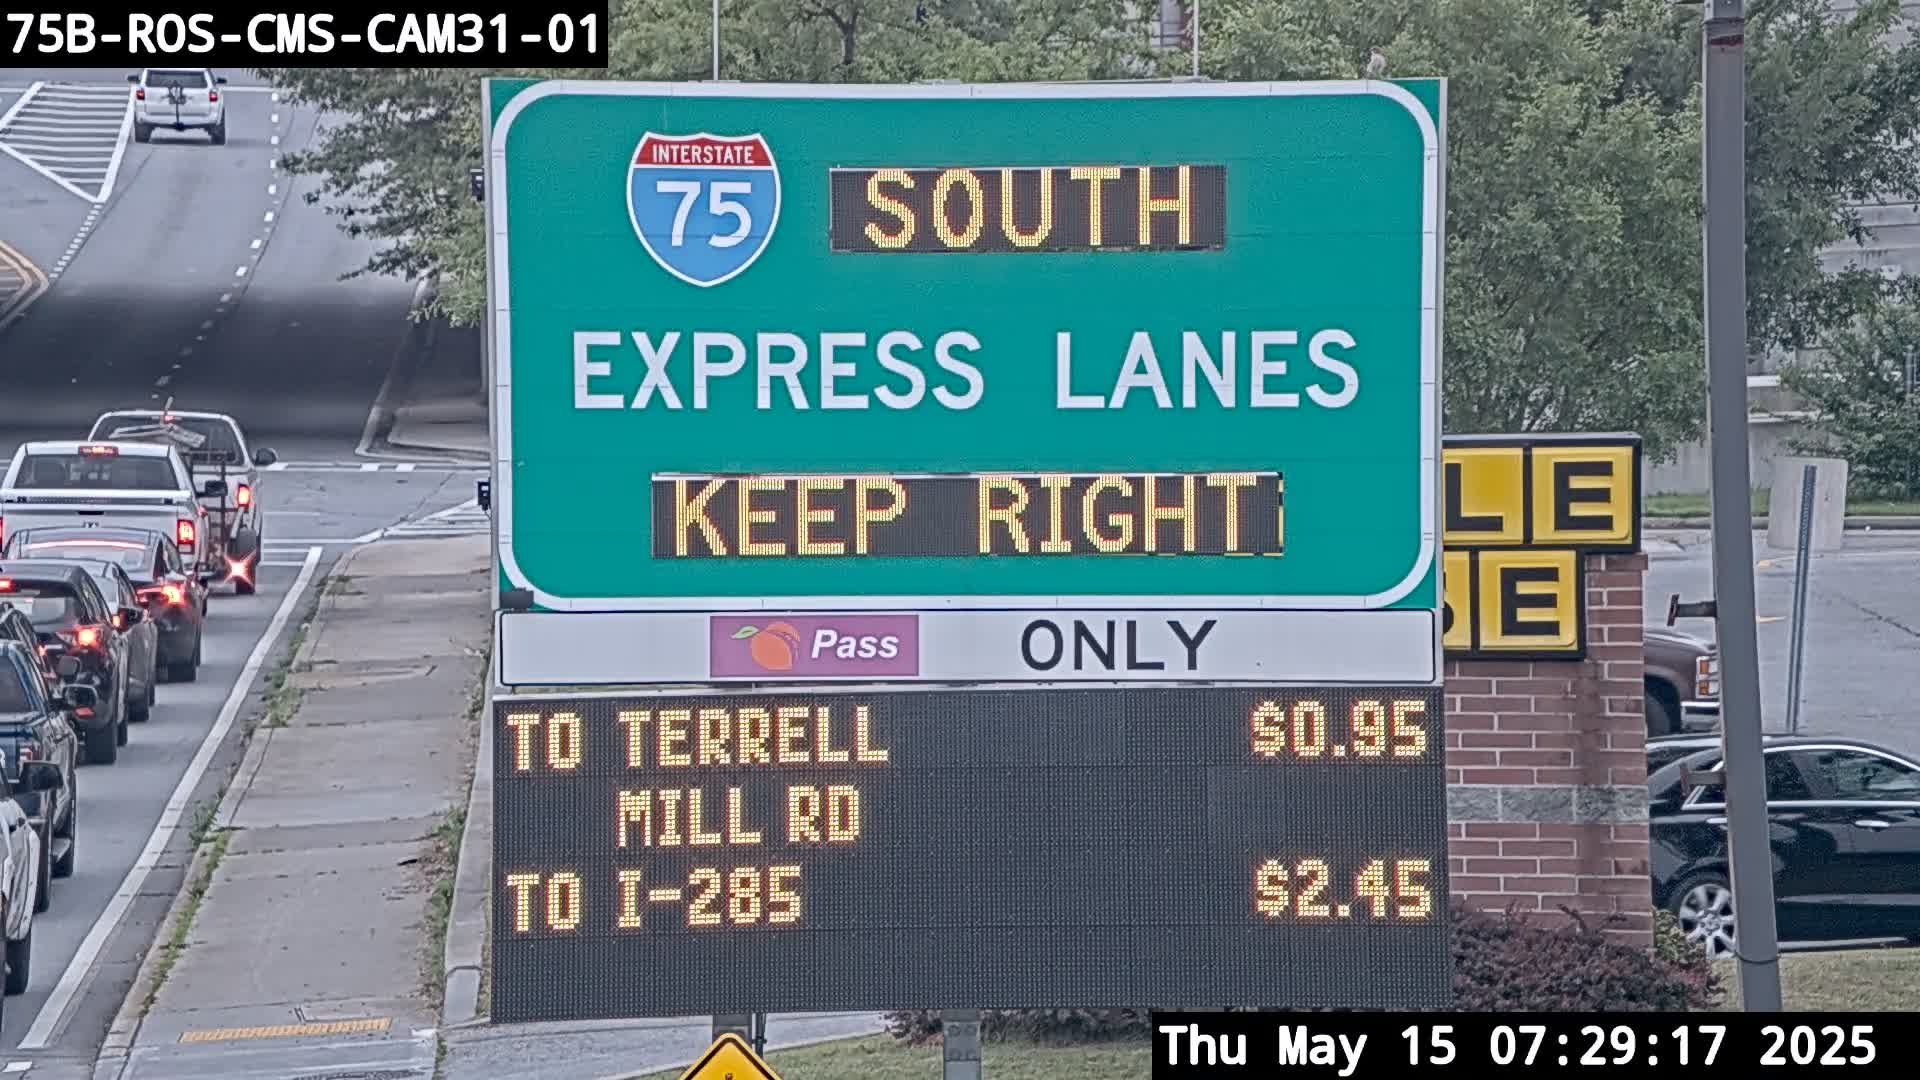 75B-ROS-CMS-CAM31-01
INTERSTATE
75
SOUTH
EXPRESS LANES
KEEP RIGHT
Pass ONLY
TO TERRELL $0.95
MILL RD
TO I-285 $2.45
LE
E
Thu May 15 07:29:17 2025